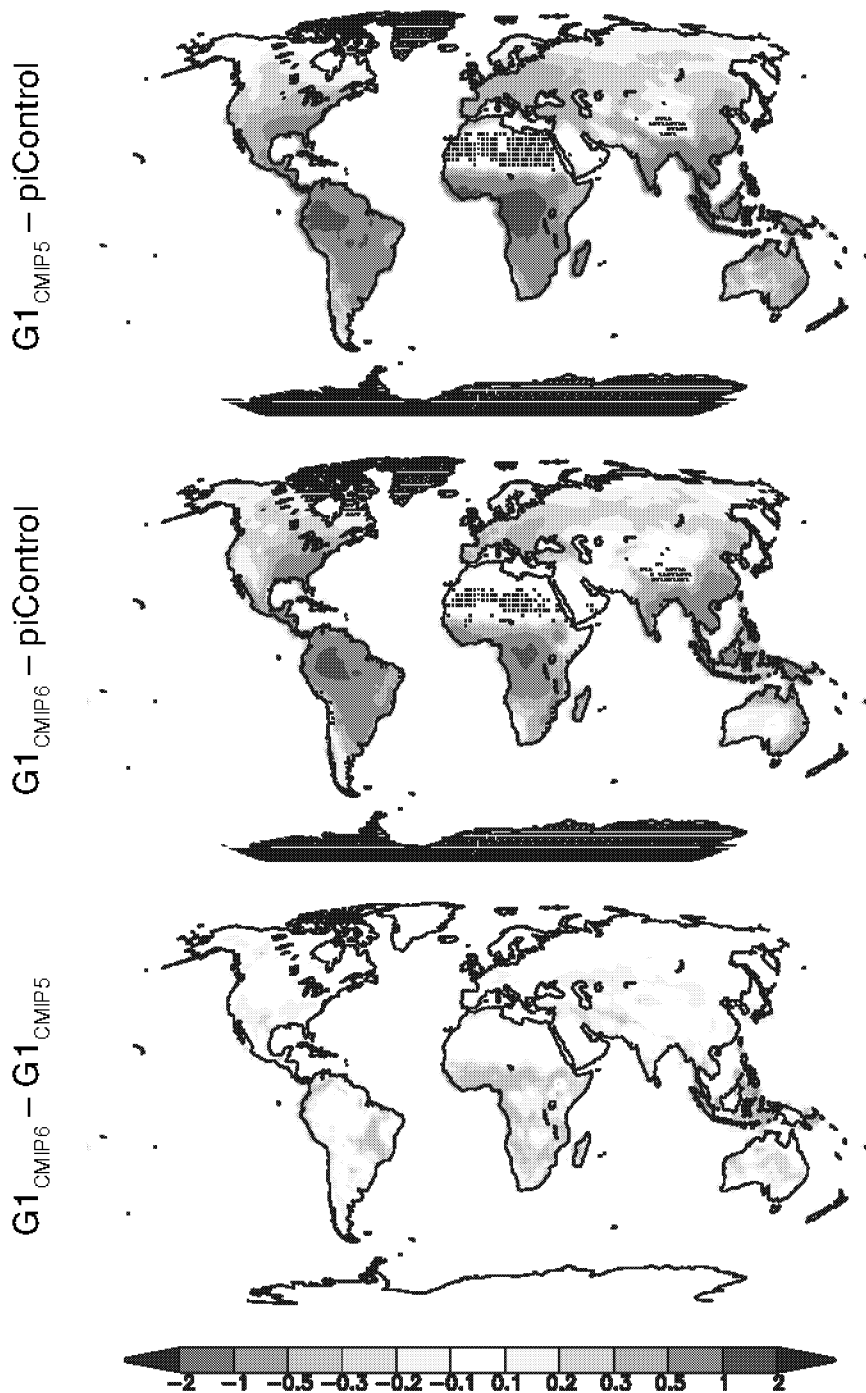 G1CMIP5 – piControl
G1CMIP6 – piControl
G1CMIP6 – G1CMIP5
-2 -1 -0.5 -0.3 -0.2 -0.1 0.1 0.2 0.3 0.5 1 2